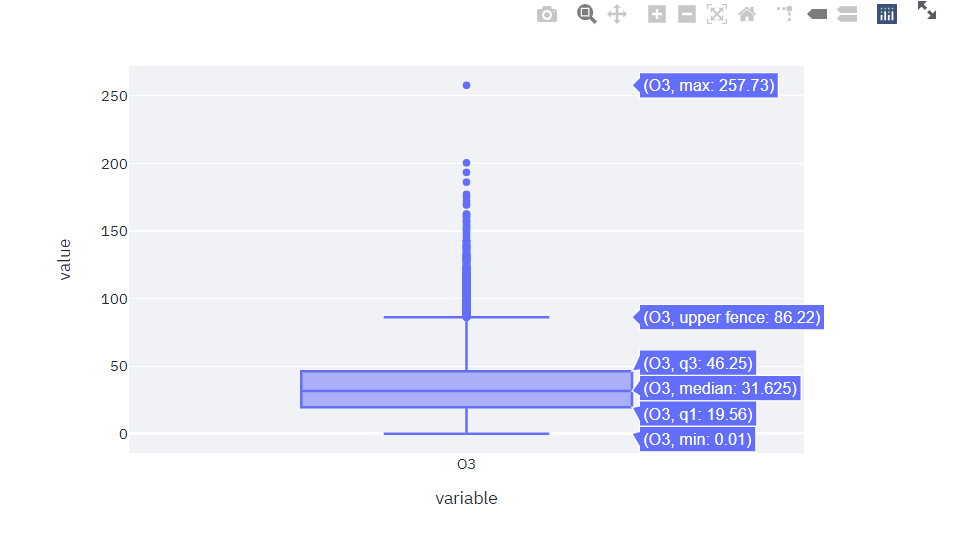 250
(O3, max: 257.73)
200
150
value
100
(O3, upper fence: 86.22)
50
(O3, q3: 46.25)
(O3, median: 31.625)
(O3, q1: 19.56)
0
(O3, min: 0.01)
O3
variable